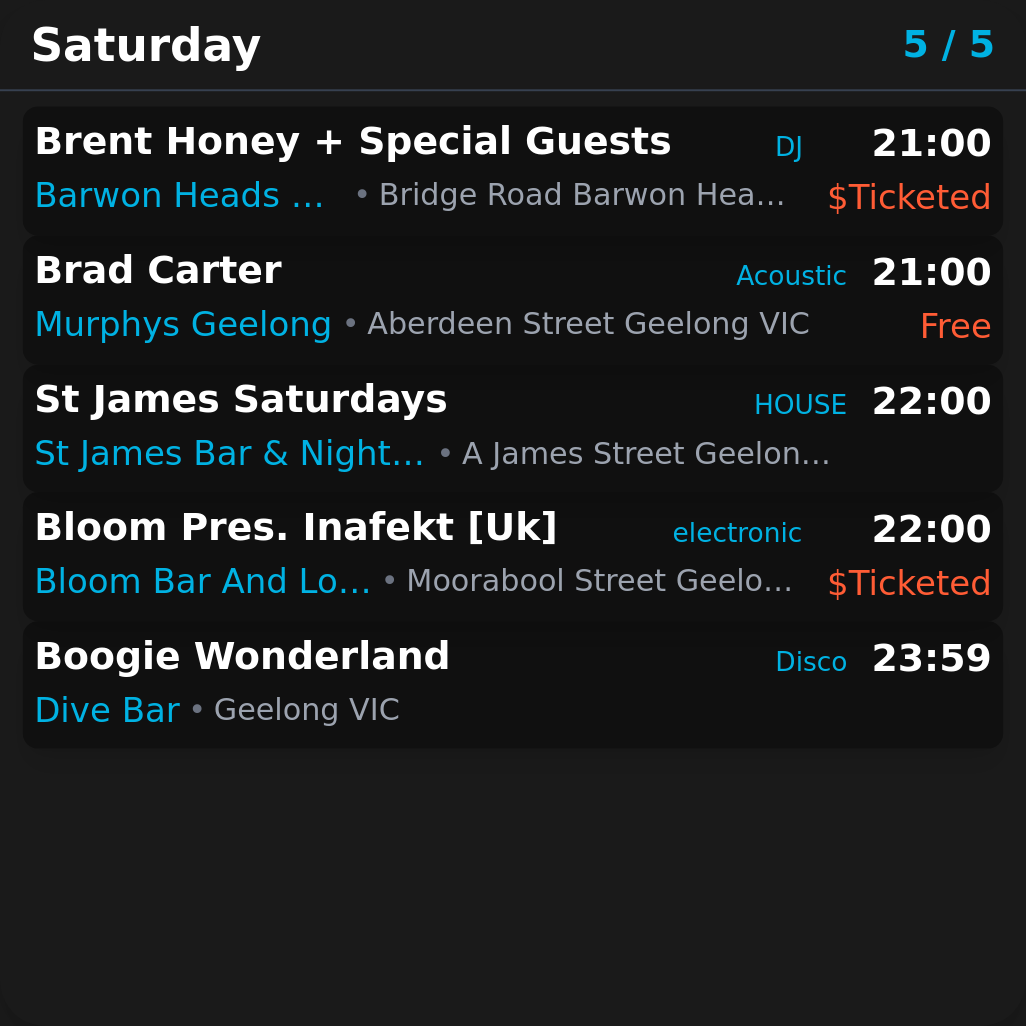 Saturday 5 / 5
Brent Honey + Special Guests DJ 21:00
Barwon Heads ... • Bridge Road Barwon Hea... $Ticketed
Brad Carter Acoustic 21:00
Murphys Geelong • Aberdeen Street Geelong VIC Free
St James Saturdays HOUSE 22:00
St James Bar & Night... • A James Street Geelon...
Bloom Pres. Inafekt [Uk] electronic 22:00
Bloom Bar And Lo... • Moorabool Street Geelo... $Ticketed
Boogie Wonderland Disco 23:59
Dive Bar • Geelong VIC